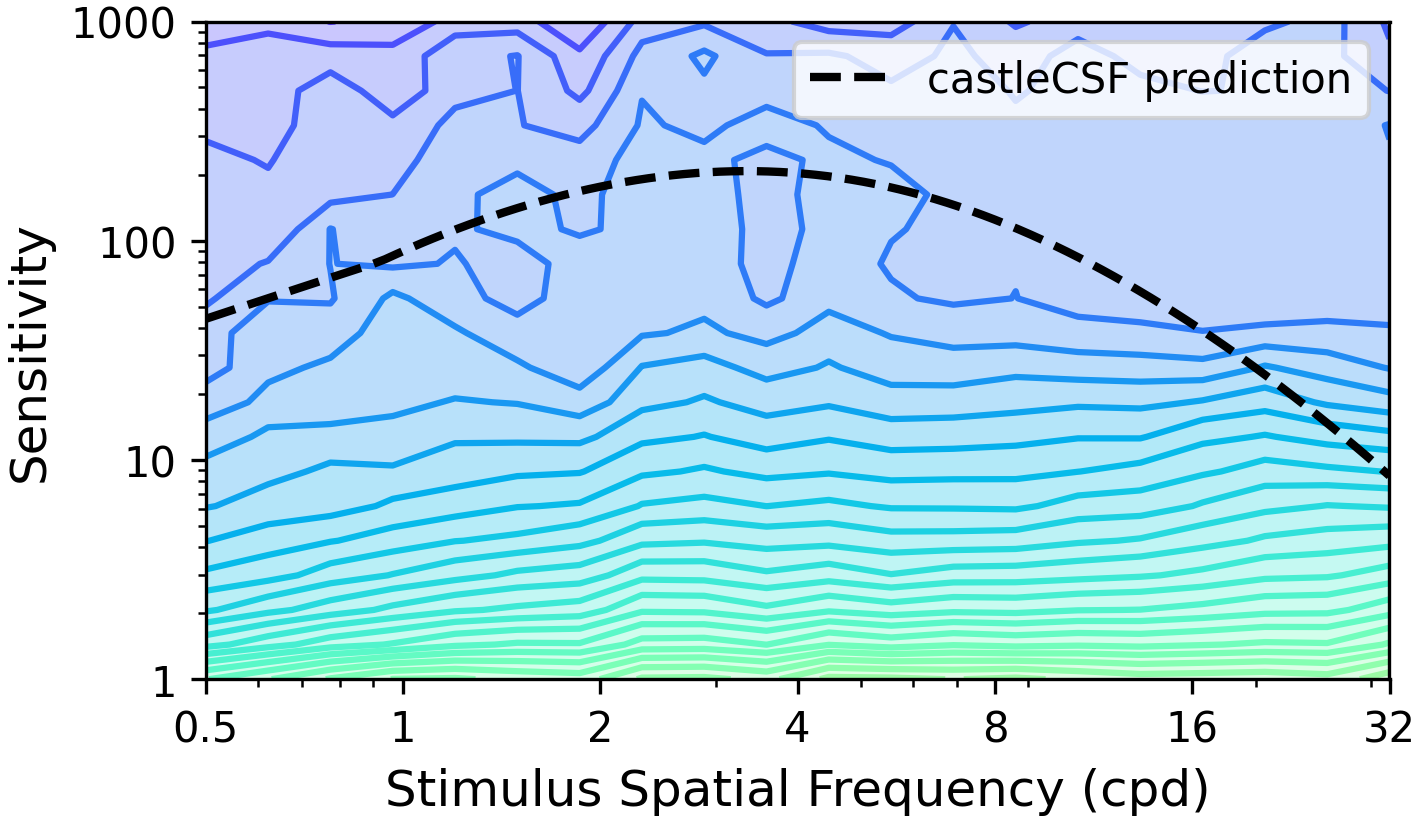 1000
100
10
1
Sensitivity
castleCSF prediction
0.5 1 2 4 8 16 32
Stimulus Spatial Frequency (cpd)